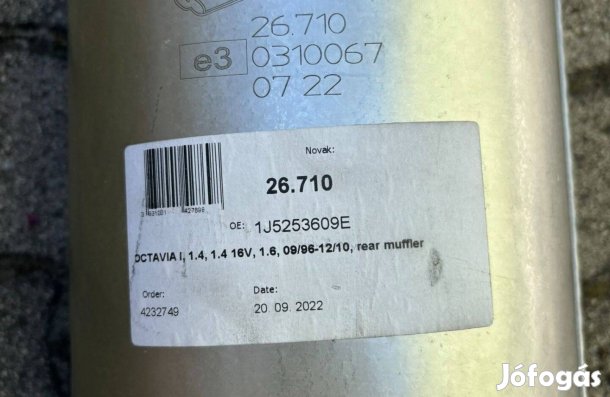 26.710
e3 0310067
07 22
Novak:
26.710
OE: 1J5253609E
OCTAVIA I, 1.4, 1.4 16V, 1.6, 09/96-12/10, rear muffler
Order: Date:
4232749 20 09. 2022
Jófogás